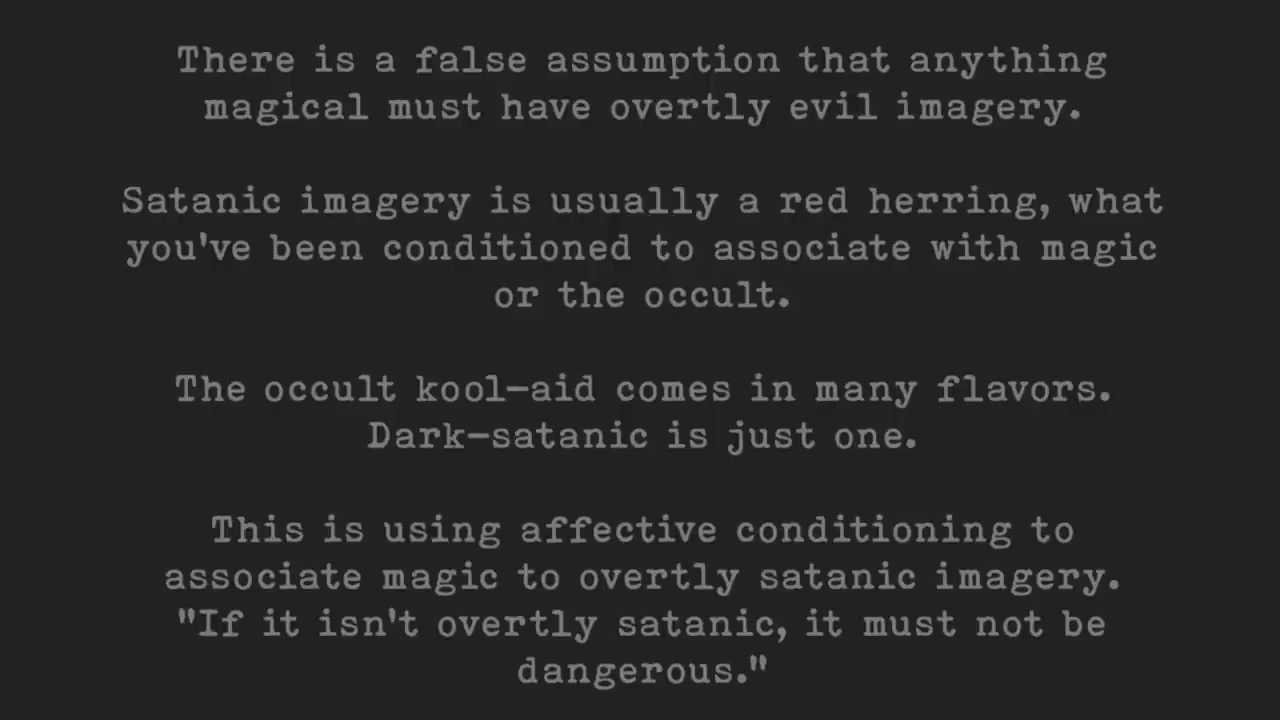 There is a false assumption that anything
magical must have overtly evil imagery.
Satanic imagery is usually a red herring, what
you've been conditioned to associate with magic
or the occult.
The occult kool-aid comes in many flavors.
Dark-satanic is just one.
This is using affective conditioning to
associate magic to overtly satanic imagery.
"If it isn't overtly satanic, it must not be
dangerous."